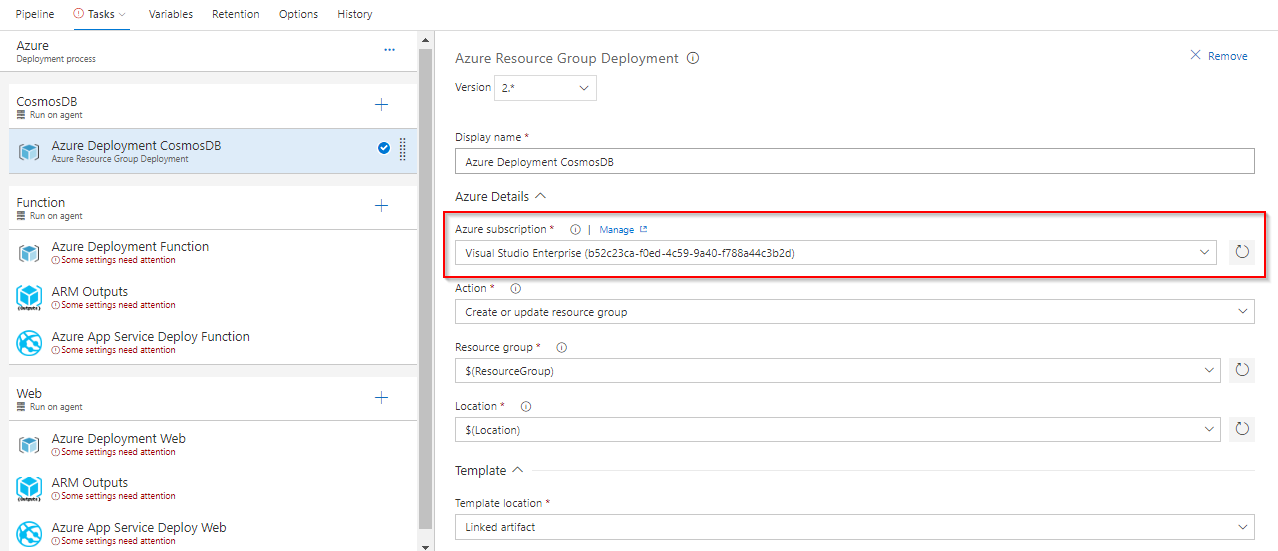 Pipeline Tasks Variables Retention Options History
Azure
Deployment process
CosmosDB
Run on agent
Azure Deployment CosmosDB
Azure Resource Group Deployment
Function
Run on agent
Azure Deployment Function
Some settings need attention
ARM Outputs
Some settings need attention
Azure App Service Deploy Function
Some settings need attention
Web
Run on agent
Azure Deployment Web
Some settings need attention
ARM Outputs
Some settings need attention
Azure App Service Deploy Web
Some settings need attention
Azure Resource Group Deployment
Remove
Version 2.*
Display name *
Azure Deployment CosmosDB
Azure Details
Azure subscription * | Manage
Visual Studio Enterprise (b52c23ca-f0ed-4c59-9a40-f788a44c3b2d)
Action *
Create or update resource group
Resource group *
$(ResourceGroup)
Location *
$(Location)
Template
Template location *
Linked artifact